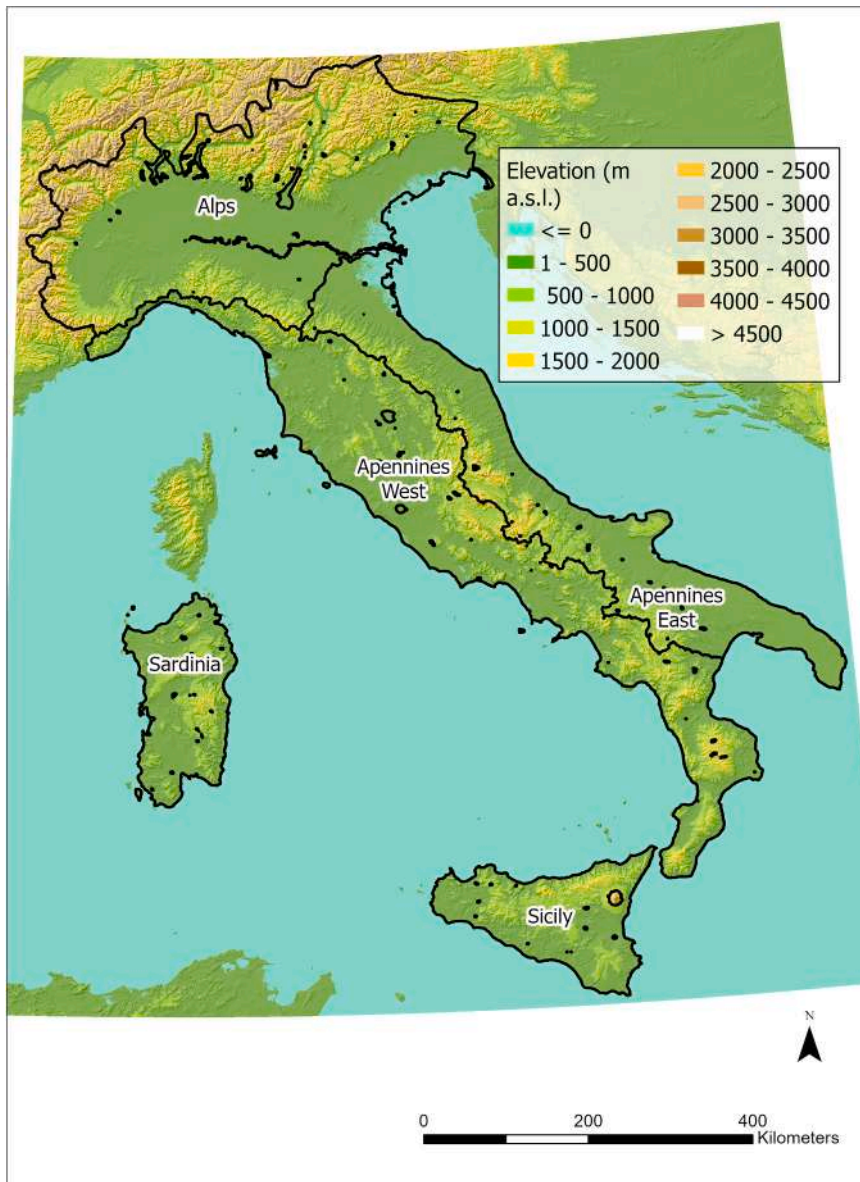 Elevation (m
a.s.l.)
<= 0
1 - 500
500 - 1000
1000 - 1500
1500 - 2000
2000 - 2500
2500 - 3000
3000 - 3500
3500 - 4000
4000 - 4500
> 4500
Alps
Apennines
West
Apennines
East
Sardinia
Sicily
N
0
200
400
Kilometers